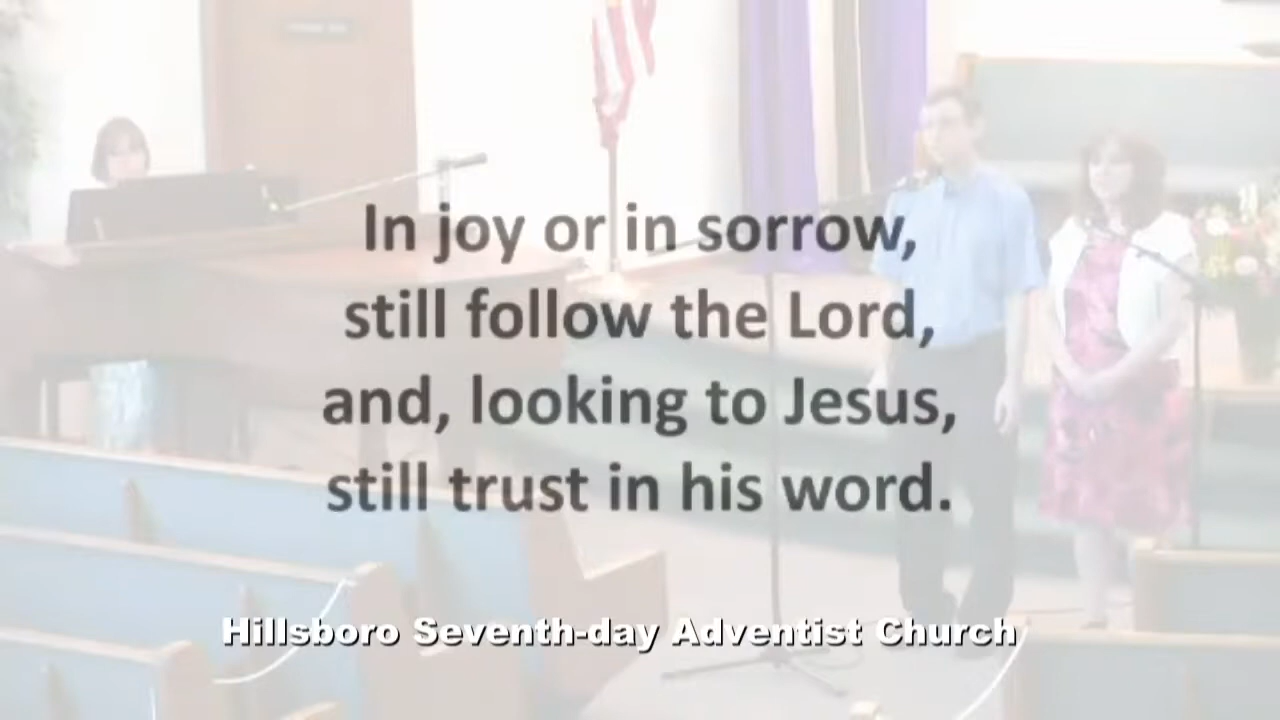 In joy or in sorrow,
still follow the Lord,
and, looking to Jesus,
still trust in his word.
Hillsboro Seventh-day Adventist Church